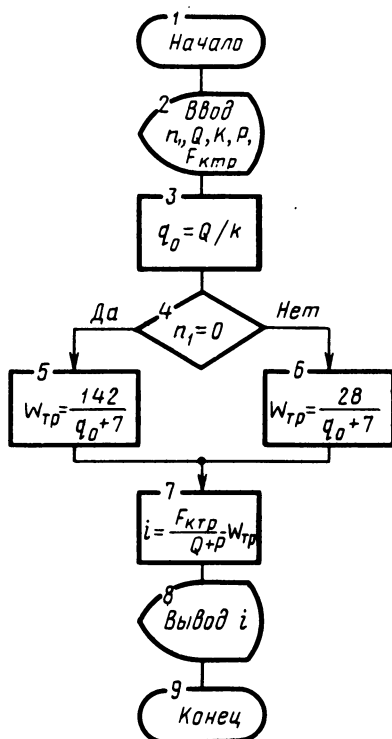 1
Начало
2 Ввод
n₁, Q, K, P,
Fктр
3
q₀ = Q / k
4
n₁ = 0
Да
Нет
5
Wтр = 142 / q₀ + 7
6
Wтр = 28 / q₀ + 7
7
i = Fктр / Q + P - Wтр
8
Вывод i
9
Конец